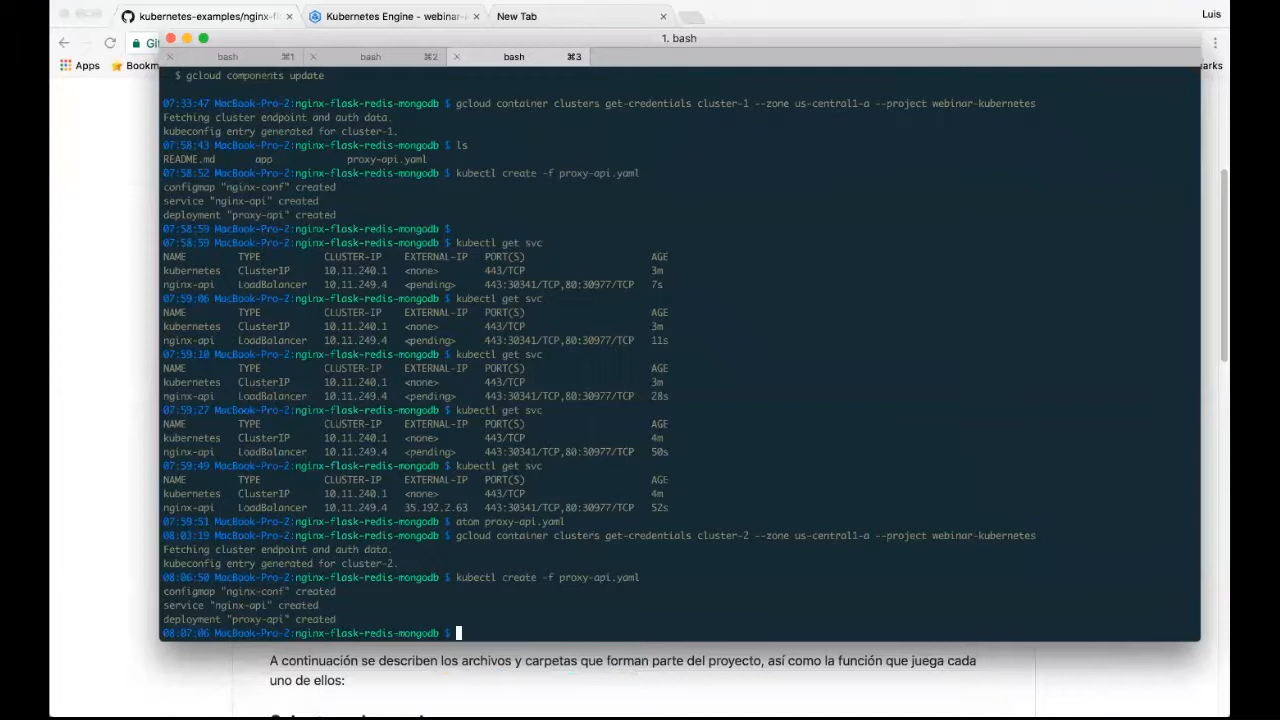 kubernetes-examples/nginx-fl × Kubernetes Engine - webinar- × New Tab × Luis
1. bash
bash ⌘1 × bash ⌘2 × bash ⌘3
Apps Bookm arks
$ gcloud components update
07:33:47 MacBook-Pro-2:nginx-flask-redis-mongodb $ gcloud container clusters get-credentials cluster-1 --zone us-central1-a --project webinar-kubernetes
Fetching cluster endpoint and auth data.
kubeconfig entry generated for cluster-1.
07:58:43 MacBook-Pro-2:nginx-flask-redis-mongodb $ ls
README.md app proxy-api.yaml
07:58:52 MacBook-Pro-2:nginx-flask-redis-mongodb $ kubectl create -f proxy-api.yaml
configmap "nginx-conf" created
service "nginx-api" created
deployment "proxy-api" created
07:58:59 MacBook-Pro-2:nginx-flask-redis-mongodb $
07:58:59 MacBook-Pro-2:nginx-flask-redis-mongodb $ kubectl get svc
NAME TYPE CLUSTER-IP EXTERNAL-IP PORT(S) AGE
kubernetes ClusterIP 10.11.240.1 <none> 443/TCP 3m
nginx-api LoadBalancer 10.11.249.4 <pending> 443:30341/TCP,80:30977/TCP 7s
07:59:06 MacBook-Pro-2:nginx-flask-redis-mongodb $ kubectl get svc
NAME TYPE CLUSTER-IP EXTERNAL-IP PORT(S) AGE
kubernetes ClusterIP 10.11.240.1 <none> 443/TCP 3m
nginx-api LoadBalancer 10.11.249.4 <pending> 443:30341/TCP,80:30977/TCP 11s
07:59:10 MacBook-Pro-2:nginx-flask-redis-mongodb $ kubectl get svc
NAME TYPE CLUSTER-IP EXTERNAL-IP PORT(S) AGE
kubernetes ClusterIP 10.11.240.1 <none> 443/TCP 3m
nginx-api LoadBalancer 10.11.249.4 <pending> 443:30341/TCP,80:30977/TCP 28s
07:59:27 MacBook-Pro-2:nginx-flask-redis-mongodb $ kubectl get svc
NAME TYPE CLUSTER-IP EXTERNAL-IP PORT(S) AGE
kubernetes ClusterIP 10.11.240.1 <none> 443/TCP 4m
nginx-api LoadBalancer 10.11.249.4 <pending> 443:30341/TCP,80:30977/TCP 50s
07:59:49 MacBook-Pro-2:nginx-flask-redis-mongodb $ kubectl get svc
NAME TYPE CLUSTER-IP EXTERNAL-IP PORT(S) AGE
kubernetes ClusterIP 10.11.240.1 <none> 443/TCP 4m
nginx-api LoadBalancer 10.11.249.4 35.192.2.63 443:30341/TCP,80:30977/TCP 52s
07:59:51 MacBook-Pro-2:nginx-flask-redis-mongodb $ atom proxy-api.yaml
08:03:19 MacBook-Pro-2:nginx-flask-redis-mongodb $ gcloud container clusters get-credentials cluster-2 --zone us-central1-a --project webinar-kubernetes
Fetching cluster endpoint and auth data.
kubeconfig entry generated for cluster-2.
08:06:50 MacBook-Pro-2:nginx-flask-redis-mongodb $ kubectl create -f proxy-api.yaml
configmap "nginx-conf" created
service "nginx-api" created
deployment "proxy-api" created
08:07:06 MacBook-Pro-2:nginx-flask-redis-mongodb $
A continuación se describen los archivos y carpetas que forman parte del proyecto, así como la función que juega cada
uno de ellos: